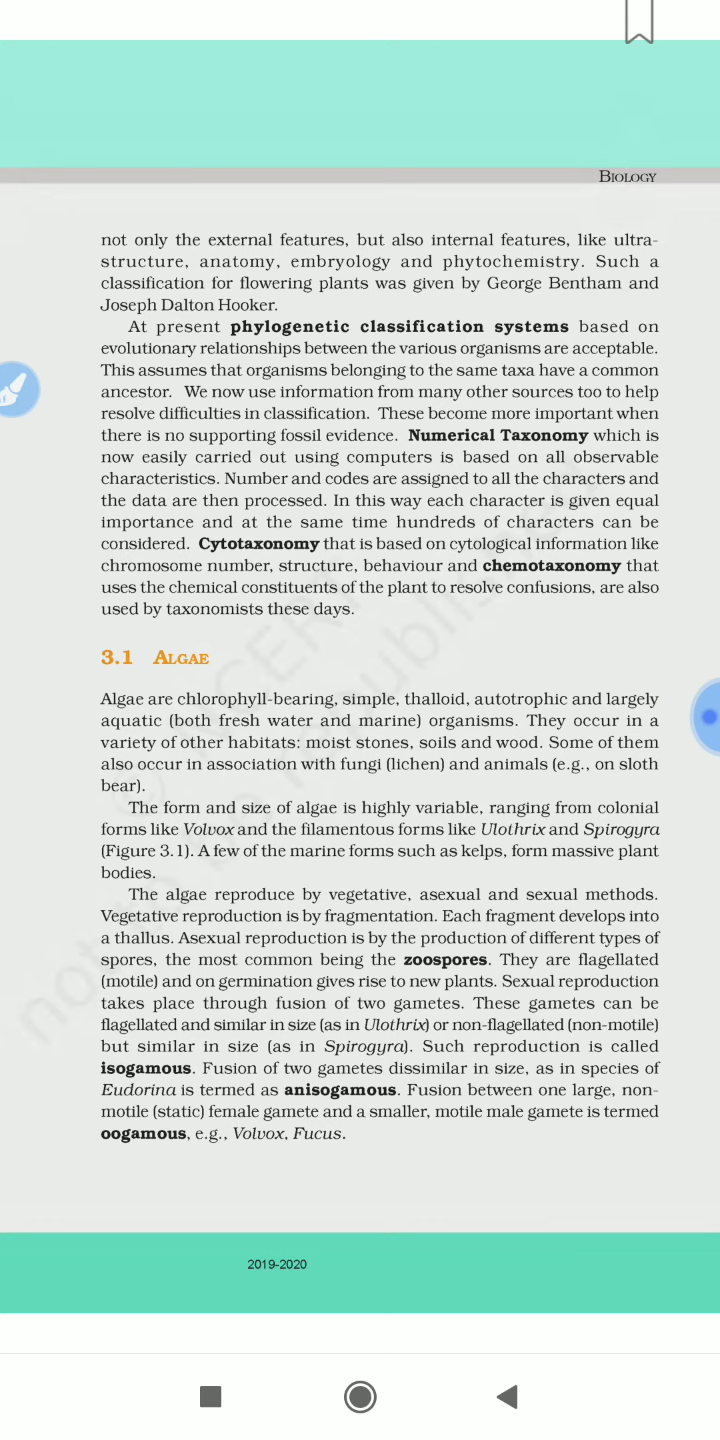 BIOLOGY
not only the external features, but also internal features, like ultra-
structure, anatomy, embryology and phytochemistry. Such a
classification for flowering plants was given by George Bentham and
Joseph Dalton Hooker.
At present phylogenetic classification systems based on
evolutionary relationships between the various organisms are acceptable.
This assumes that organisms belonging to the same taxa have a common
ancestor. We now use information from many other sources too to help
resolve difficulties in classification. These become more important when
there is no supporting fossil evidence. Numerical Taxonomy which is
now easily carried out using computers is based on all observable
characteristics. Number and codes are assigned to all the characters and
the data are then processed. In this way each character is given equal
importance and at the same time hundreds of characters can be
considered. Cytotaxonomy that is based on cytological information like
chromosome number, structure, behaviour and chemotaxonomy that
uses the chemical constituents of the plant to resolve confusions, are also
used by taxonomists these days.
3.1 ALGAE
Algae are chlorophyll-bearing, simple, thalloid, autotrophic and largely
aquatic (both fresh water and marine) organisms. They occur in a
variety of other habitats: moist stones, soils and wood. Some of them
also occur in association with fungi (lichen) and animals (e.g., on sloth
bear).
The form and size of algae is highly variable, ranging from colonial
forms like Volvox and the filamentous forms like Ulothrix and Spirogyra
(Figure 3.1). A few of the marine forms such as kelps, form massive plant
bodies.
The algae reproduce by vegetative, asexual and sexual methods.
Vegetative reproduction is by fragmentation. Each fragment develops into
a thallus. Asexual reproduction is by the production of different types of
spores, the most common being the zoospores. They are flagellated
(motile) and on germination gives rise to new plants. Sexual reproduction
takes place through fusion of two gametes. These gametes can be
flagellated and similar in size (as in Ulothrix) or non-flagellated (non-motile)
but similar in size (as in Spirogyra). Such reproduction is called
isogamous. Fusion of two gametes dissimilar in size, as in species of
Eudorina is termed as anisogamous. Fusion between one large, non-
motile (static) female gamete and a smaller, motile male gamete is termed
oogamous, e.g., Volvox, Fucus.
© NCERT
not to be republished
2019-2020